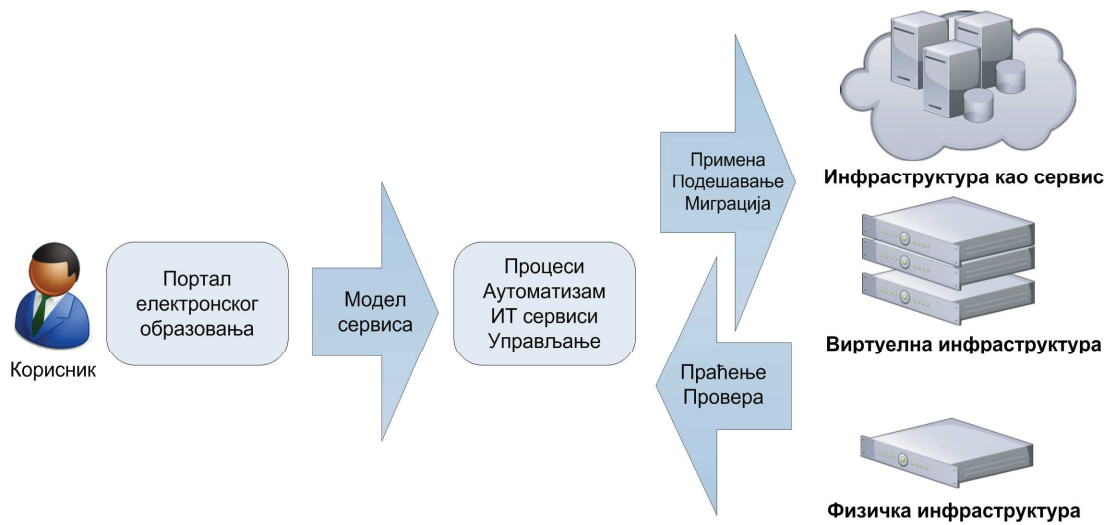 Корисник
Портал
електронског
образовања
Модел
сервиса
Процеси
Аутоматизам
ИТ сервиси
Управљање
Примена
Подешавање
Миграција
Праћење
Провера
Инфраструктура као сервис
Виртуелна инфраструктура
Физичка инфраструктура